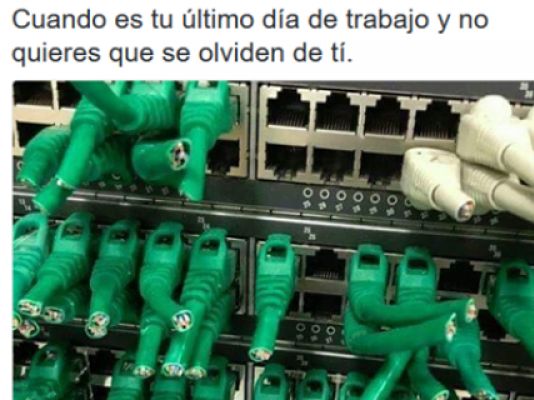 Cuando es tu último día de trabajo y no
quieres que se olviden de tí.